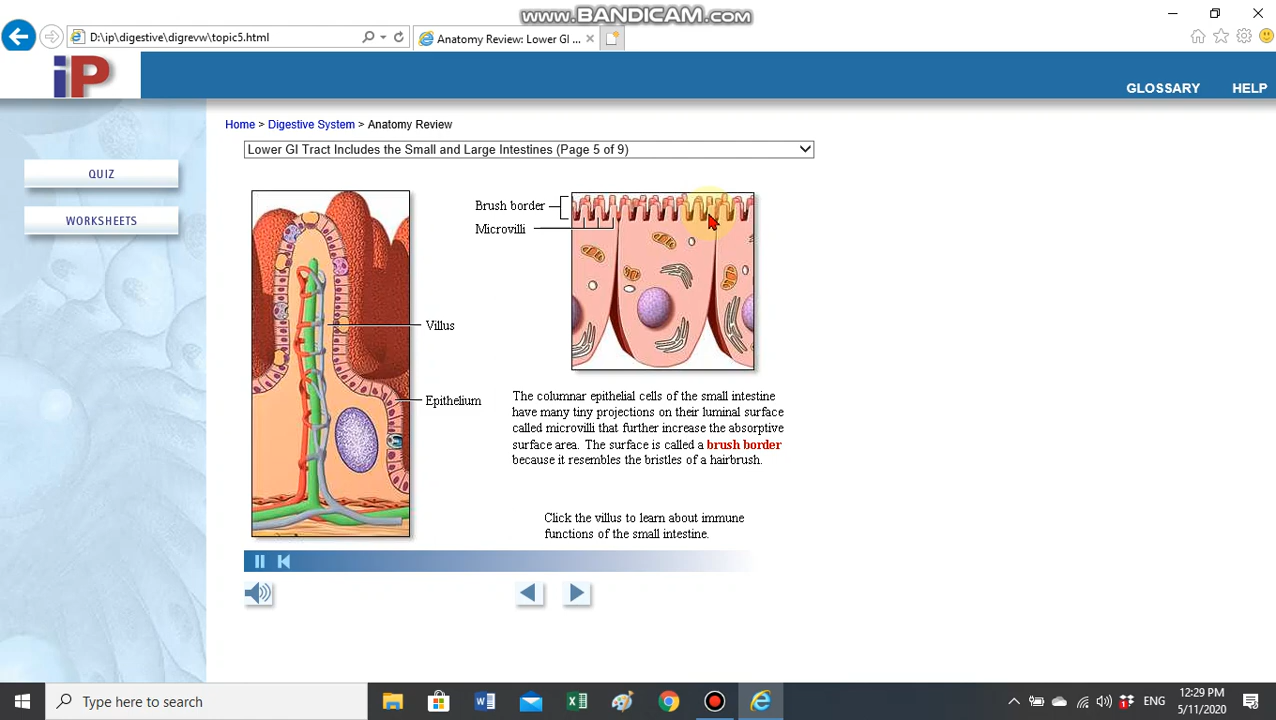 www.BANDICAM.com
D:\ip\digestive\digrevw\topic5.html
Anatomy Review: Lower GI ...
iP
GLOSSARY HELP
Home > Digestive System > Anatomy Review
Lower GI Tract Includes the Small and Large Intestines (Page 5 of 9)
QUIZ
WORKSHEETS
Brush border
Microvilli
Villus
Epithelium
The columnar epithelial cells of the small intestine
have many tiny projections on their luminal surface
called microvilli that further increase the absorptive
surface area. The surface is called a brush border
because it resembles the bristles of a hairbrush.
Click the villus to learn about immune
functions of the small intestine.
Type here to search
ENG
12:29 PM
5/11/2020